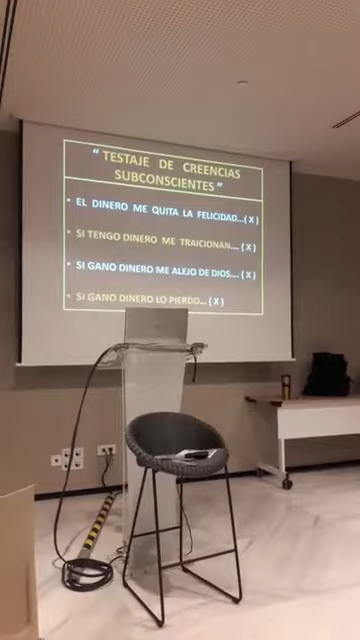 “ TESTAJE DE CREENCIAS
SUBCONSCIENTES ”
• EL DINERO ME QUITA LA FELICIDAD...( X )
• SI TENGO DINERO ME TRAICIONAN.... ( X )
• SI GANO DINERO ME ALEJO DE DIOS.... ( X )
• SI GANO DINERO LO PIERDO... ( X )